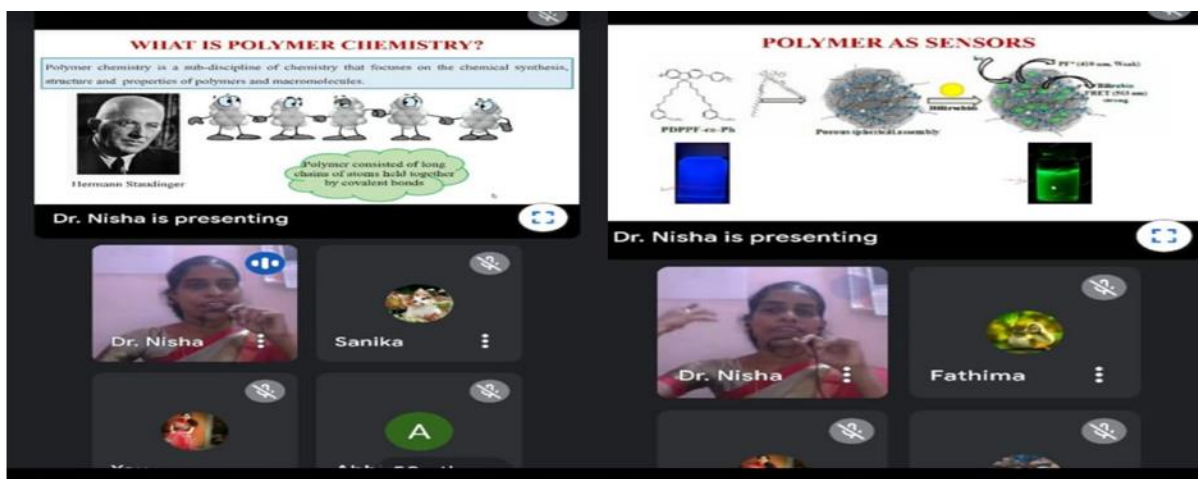 WHAT IS POLYMER CHEMISTRY?
Polymer chemistry is a sub-discipline of chemistry that focuses on the chemical synthesis,
structure and properties of polymers and macromolecules.
Hermann Staudinger
Polymer consisted of long
chains of atoms held together
by covalent bonds
Dr. Nisha is presenting
Dr. Nisha
Sanika
A
POLYMER AS SENSORS
PDPPF-co-Ph
Porous spherical assembly
Bilirubin
Bilirubin
strong
Dr. Nisha is presenting
Dr. Nisha
Fathima